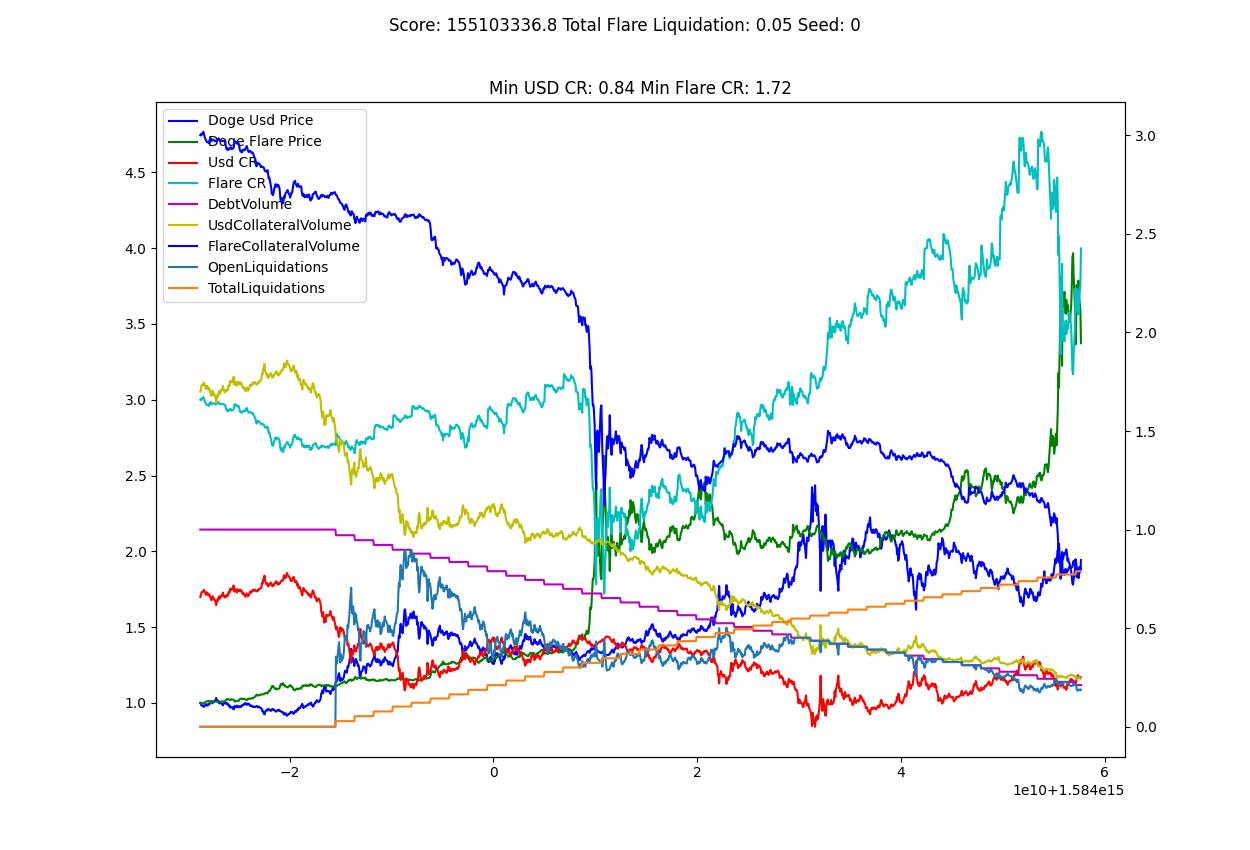 Score: 155103336.8 Total Flare Liquidation: 0.05 Seed: 0
Min USD CR: 0.84 Min Flare CR: 1.72
Doge Usd Price
Doge Flare Price
Usd CR
Flare CR
DebtVolume
UsdCollateralVolume
FlareCollateralVolume
OpenLiquidations
TotalLiquidations
4.5
4.0
3.5
3.0
2.5
2.0
1.5
1.0
3.0
2.5
2.0
1.5
1.0
0.5
0.0
−2
0
2
4
6
1e10+1.584e15